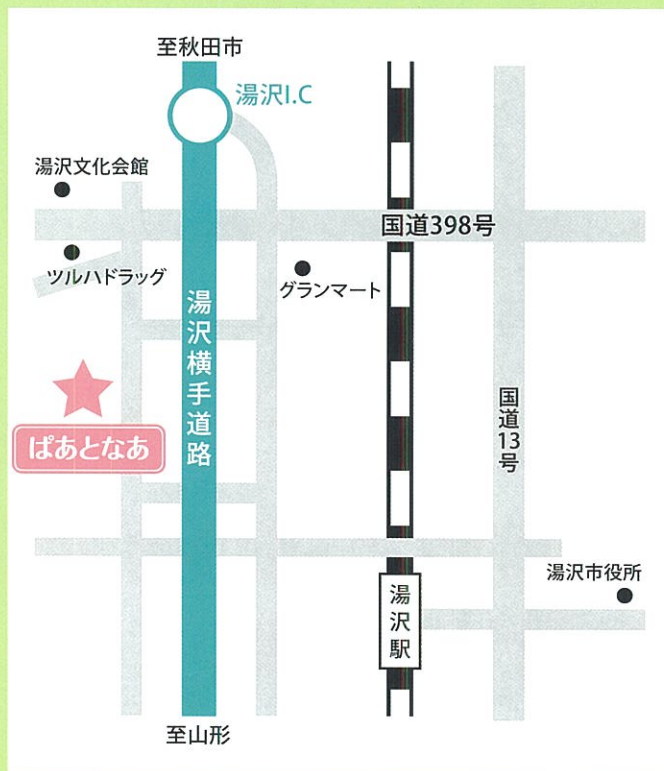 至秋田市
湯沢I.C
湯沢文化会館
国道398号
ツルハドラッグ
グランマート
湯沢横手道路
ぱあとなあ
国道13号
湯沢市役所
湯沢駅
至山形